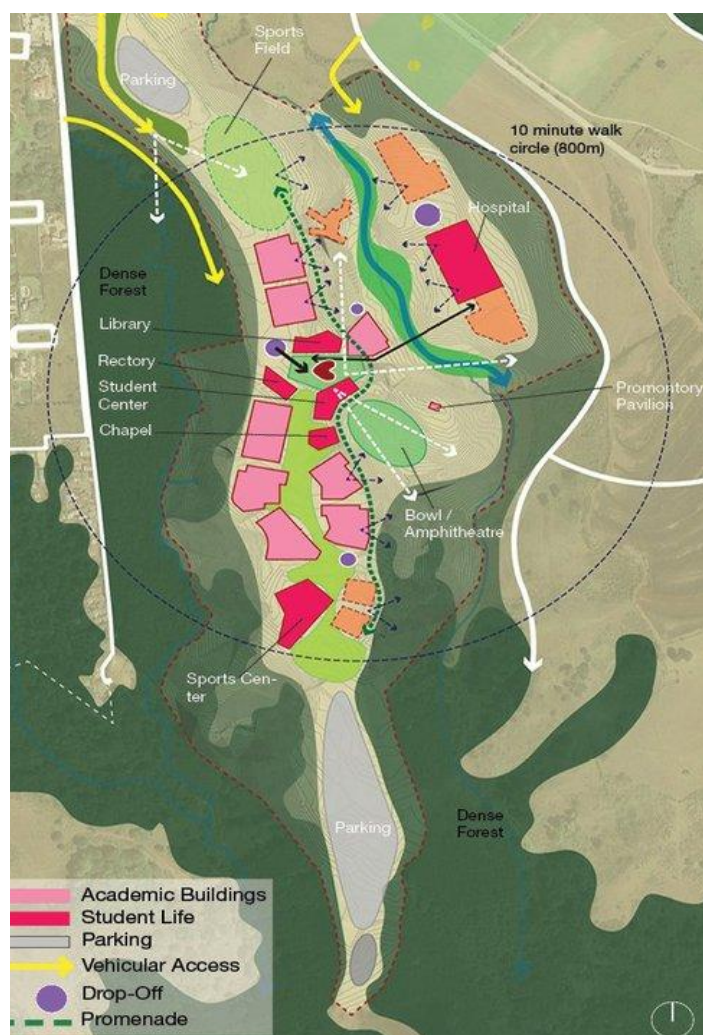 Sports
Field
Parking
10 minute walk
circle (800m)
Hospital
Dense
Forest
Library
Rectory
Student
Center
Chapel
Promontory
Pavilion
Bowl /
Amphitheatre
Sports Cen-
ter
Parking
Dense
Forest
Academic Buildings
Student Life
Parking
Vehicular Access
Drop-Off
Promenade